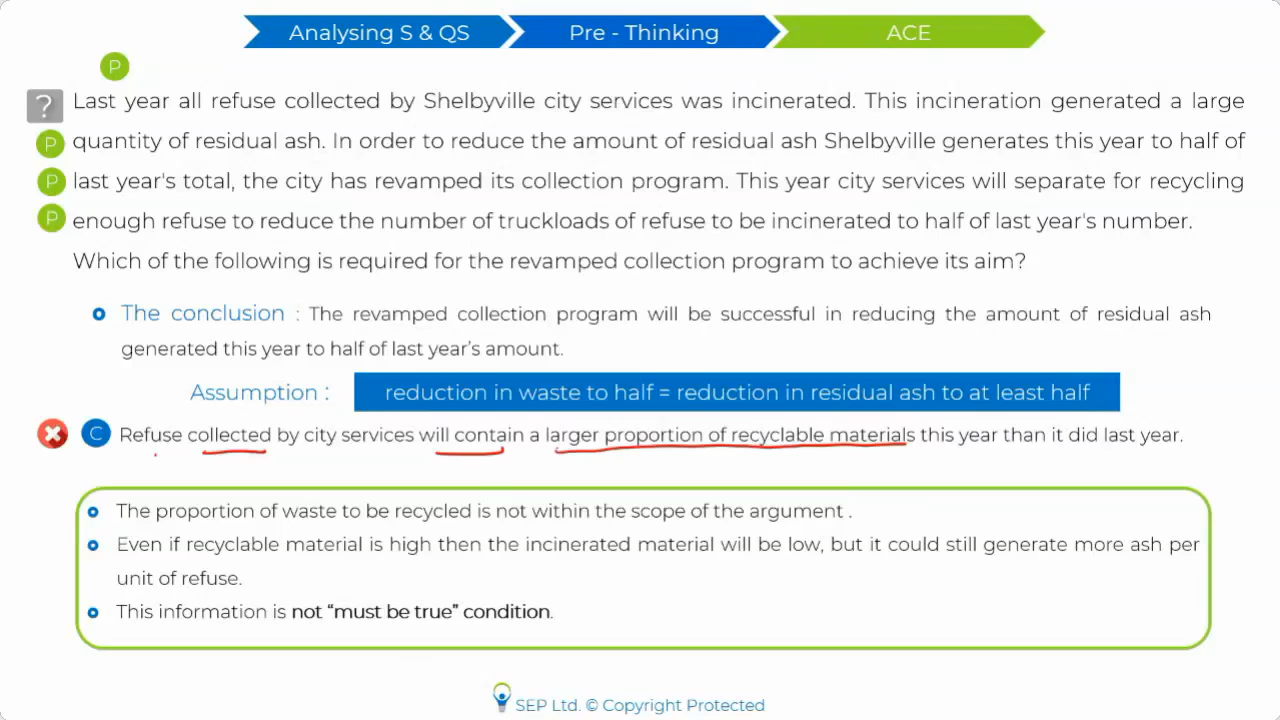 Analysing S & QS
Pre - Thinking
ACE
P
? Last year all refuse collected by Shelbyville city services was incinerated. This incineration generated a large
P quantity of residual ash. In order to reduce the amount of residual ash Shelbyville generates this year to half of
P last year's total, the city has revamped its collection program. This year city services will separate for recycling
P enough refuse to reduce the number of truckloads of refuse to be incinerated to half of last year's number.
Which of the following is required for the revamped collection program to achieve its aim?
The conclusion : The revamped collection program will be successful in reducing the amount of residual ash
generated this year to half of last year's amount.
Assumption : reduction in waste to half = reduction in residual ash to at least half
C Refuse collected by city services will contain a larger proportion of recyclable materials this year than it did last year.
The proportion of waste to be recycled is not within the scope of the argument .
Even if recyclable material is high then the incinerated material will be low, but it could still generate more ash per
unit of refuse.
This information is not “must be true” condition.
SEP Ltd. © Copyright Protected